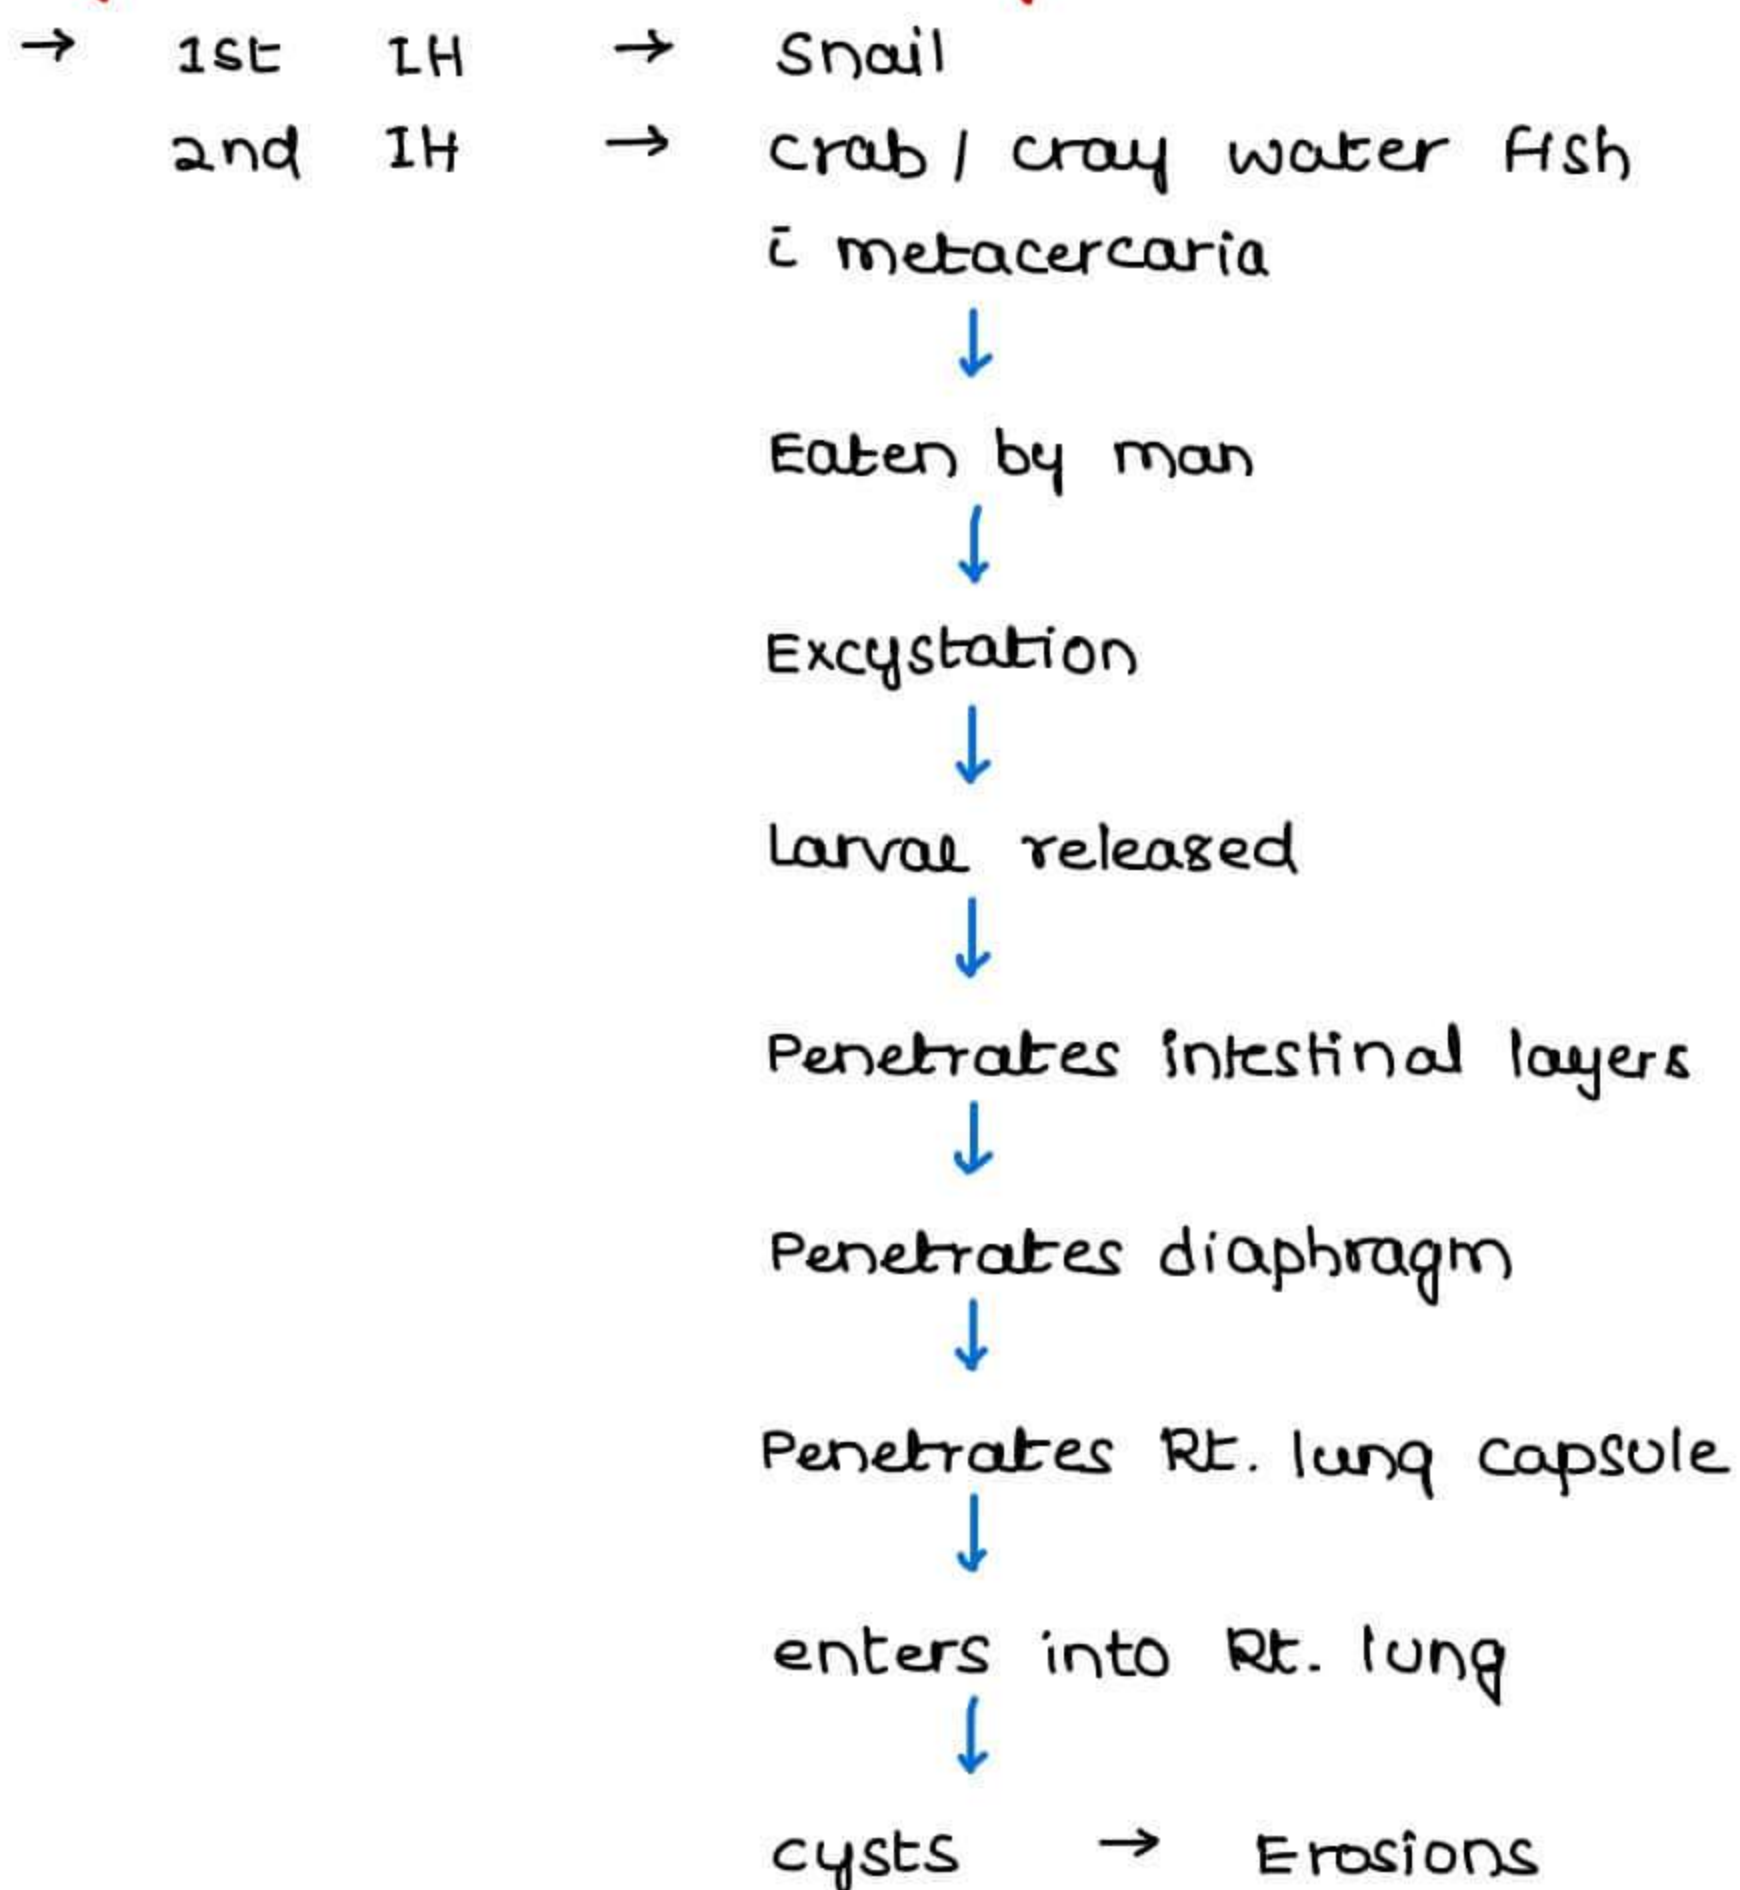 → 1st IH → Snail
2nd IH → crab / cray water fish
c̄ metacercaria
↓
Eaten by man
↓
Excystation
↓
Larvae released
↓
Penetrates intestinal layers
↓
Penetrates diaphragm
↓
Penetrates Rt. lung capsule
↓
enters into Rt. lung
↓
cysts → Erosions